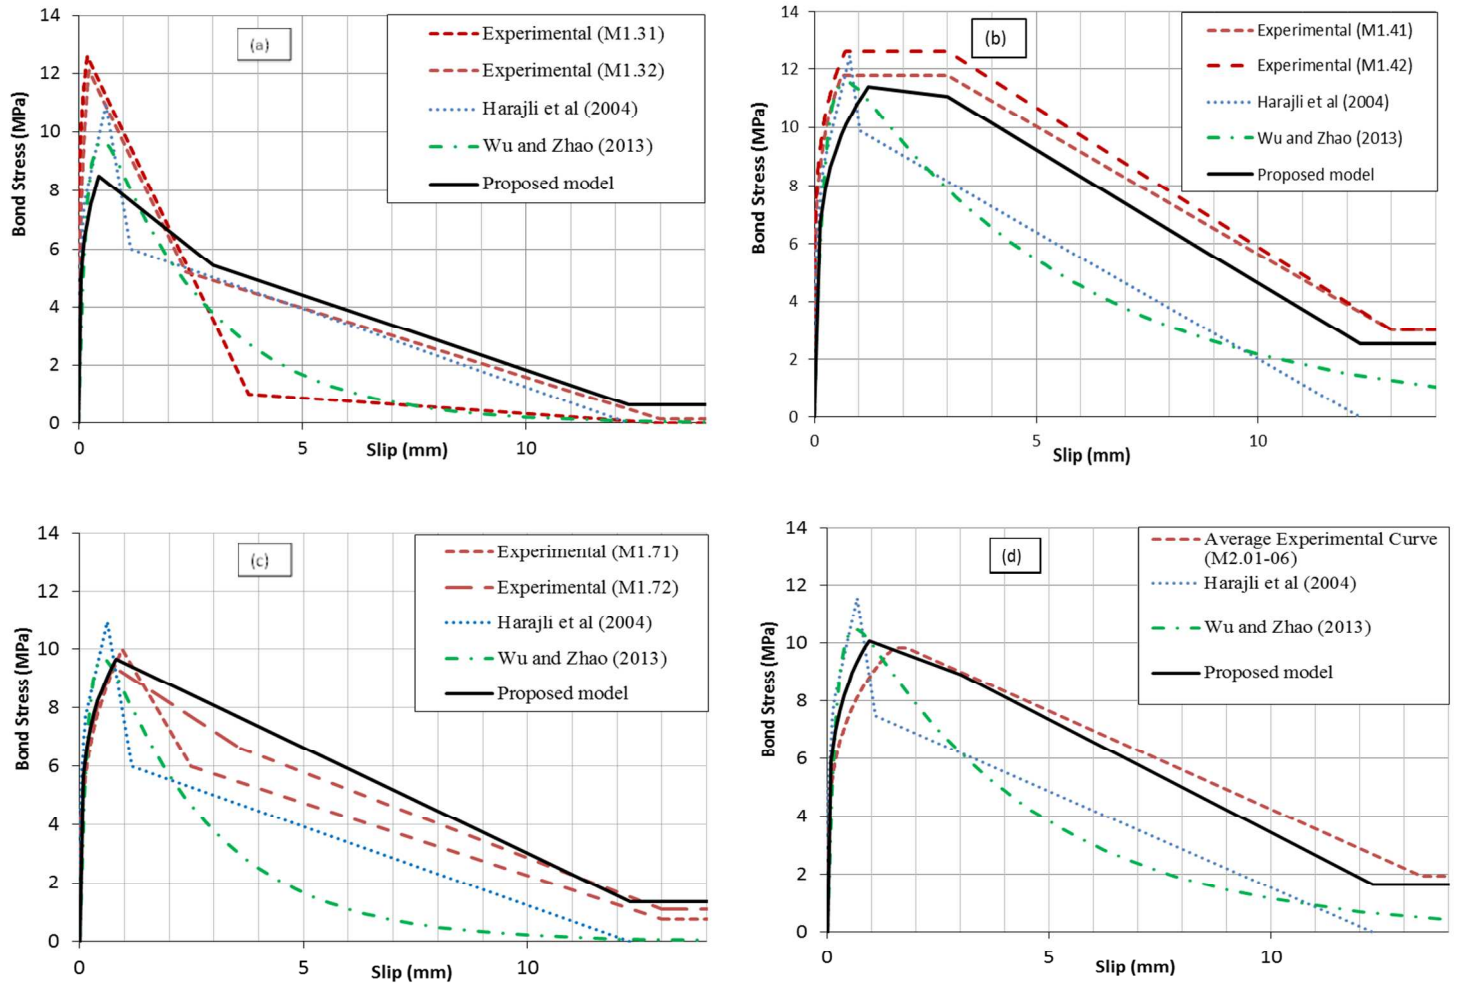 14
12
10
8
6
4
2
0
Bond Stress (MPa)
(a)
Experimental (M1.31)
Experimental (M1.32)
Harajli et al (2004)
Wu and Zhao (2013)
Proposed model
0
5
10
Slip (mm)
14
12
10
8
6
4
2
0
Bond Stress (MPa)
(b)
Experimental (M1.41)
Experimental (M1.42)
Harajli et al (2004)
Wu and Zhao (2013)
Proposed model
0
5
10
Slip (mm)
14
12
10
8
6
4
2
0
Bond Stress (MPa)
(c)
Experimental (M1.71)
Experimental (M1.72)
Harajli et al (2004)
Wu and Zhao (2013)
Proposed model
0
5
10
Slip (mm)
14
12
10
8
6
4
2
0
Bond Stress (MPa)
(d)
Average Experimental Curve
(M2.01-06)
Harajli et al (2004)
Wu and Zhao (2013)
Proposed model
0
5
10
Slip (mm)